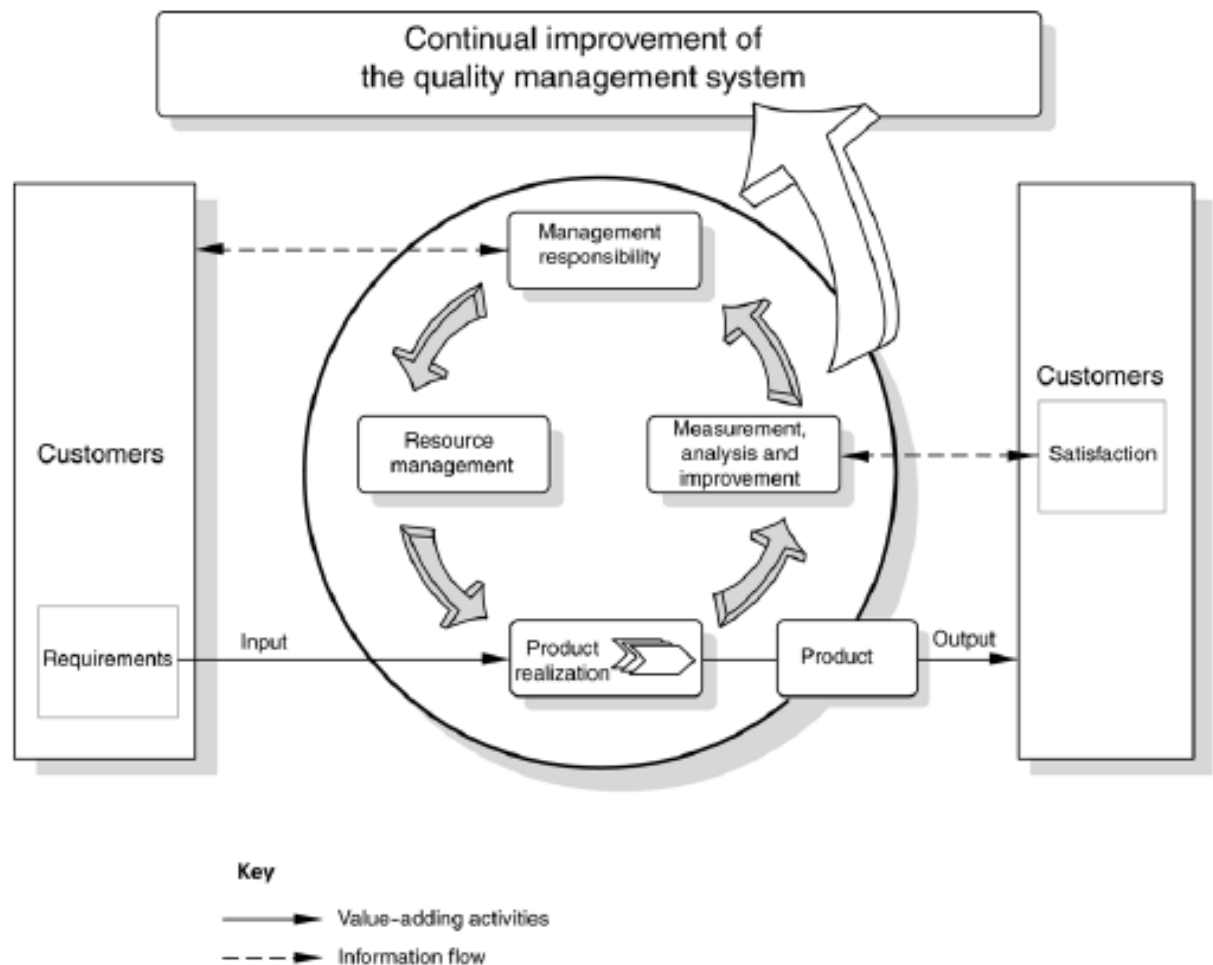 Continual improvement of
the quality management system
Management
responsibility
Customers
Resource
management
Measurement,
analysis and
improvement
Customers
Satisfaction
Requirements
Input
Product
realization
Product
Output
Key
Value-adding activities
Information flow